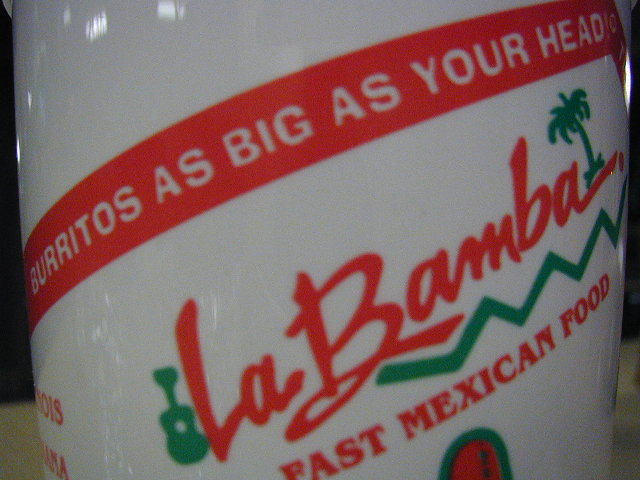 BURRITOS AS BIG AS YOUR HEAD!©
La Bamba
FAST MEXICAN FOOD